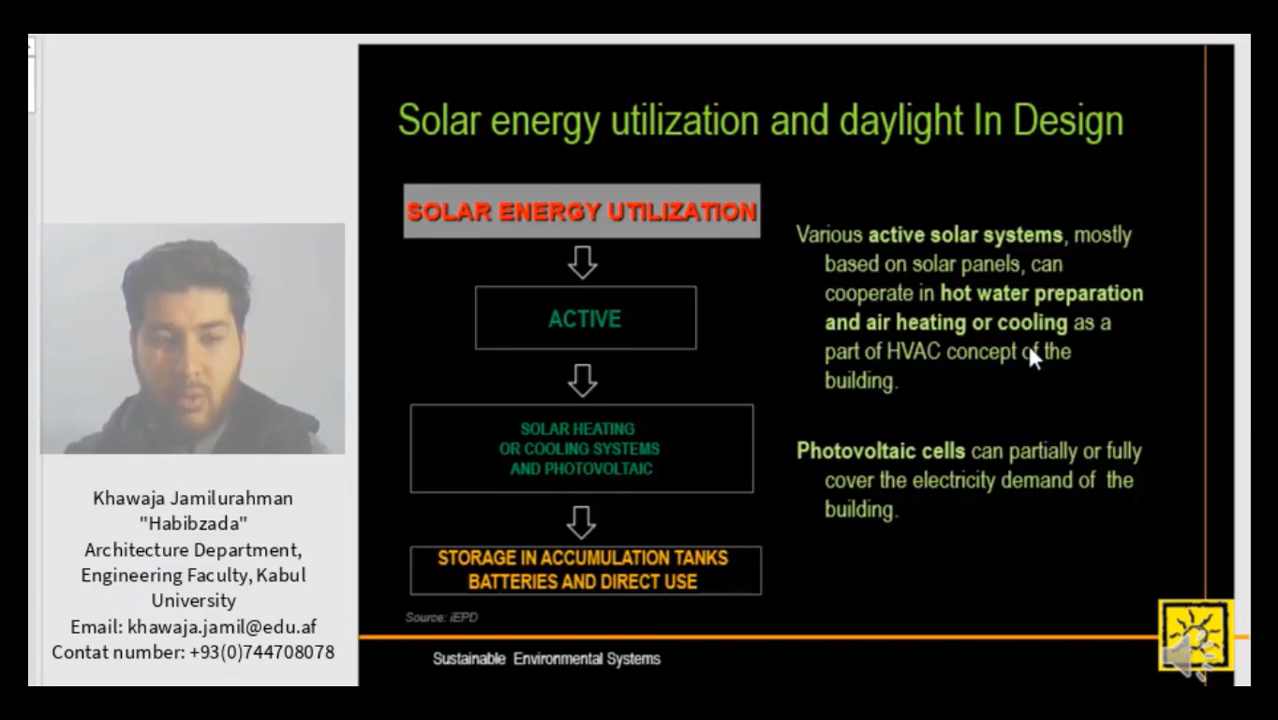 Solar energy utilization and daylight In Design
SOLAR ENERGY UTILIZATION
ACTIVE
SOLAR HEATING
OR COOLING SYSTEMS
AND PHOTOVOLTAIC
STORAGE IN ACCUMULATION TANKS
BATTERIES AND DIRECT USE
Source: iEPD
Various active solar systems, mostly
based on solar panels, can
cooperate in hot water preparation
and air heating or cooling as a
part of HVAC concept of the
building.
Photovoltaic cells can partially or fully
cover the electricity demand of the
building.
Sustainable Environmental Systems
Khawaja Jamilurahman
"Habibzada"
Architecture Department,
Engineering Faculty, Kabul
University
Email: khawaja.jamil@edu.af
Contat number: +93(0)744708078